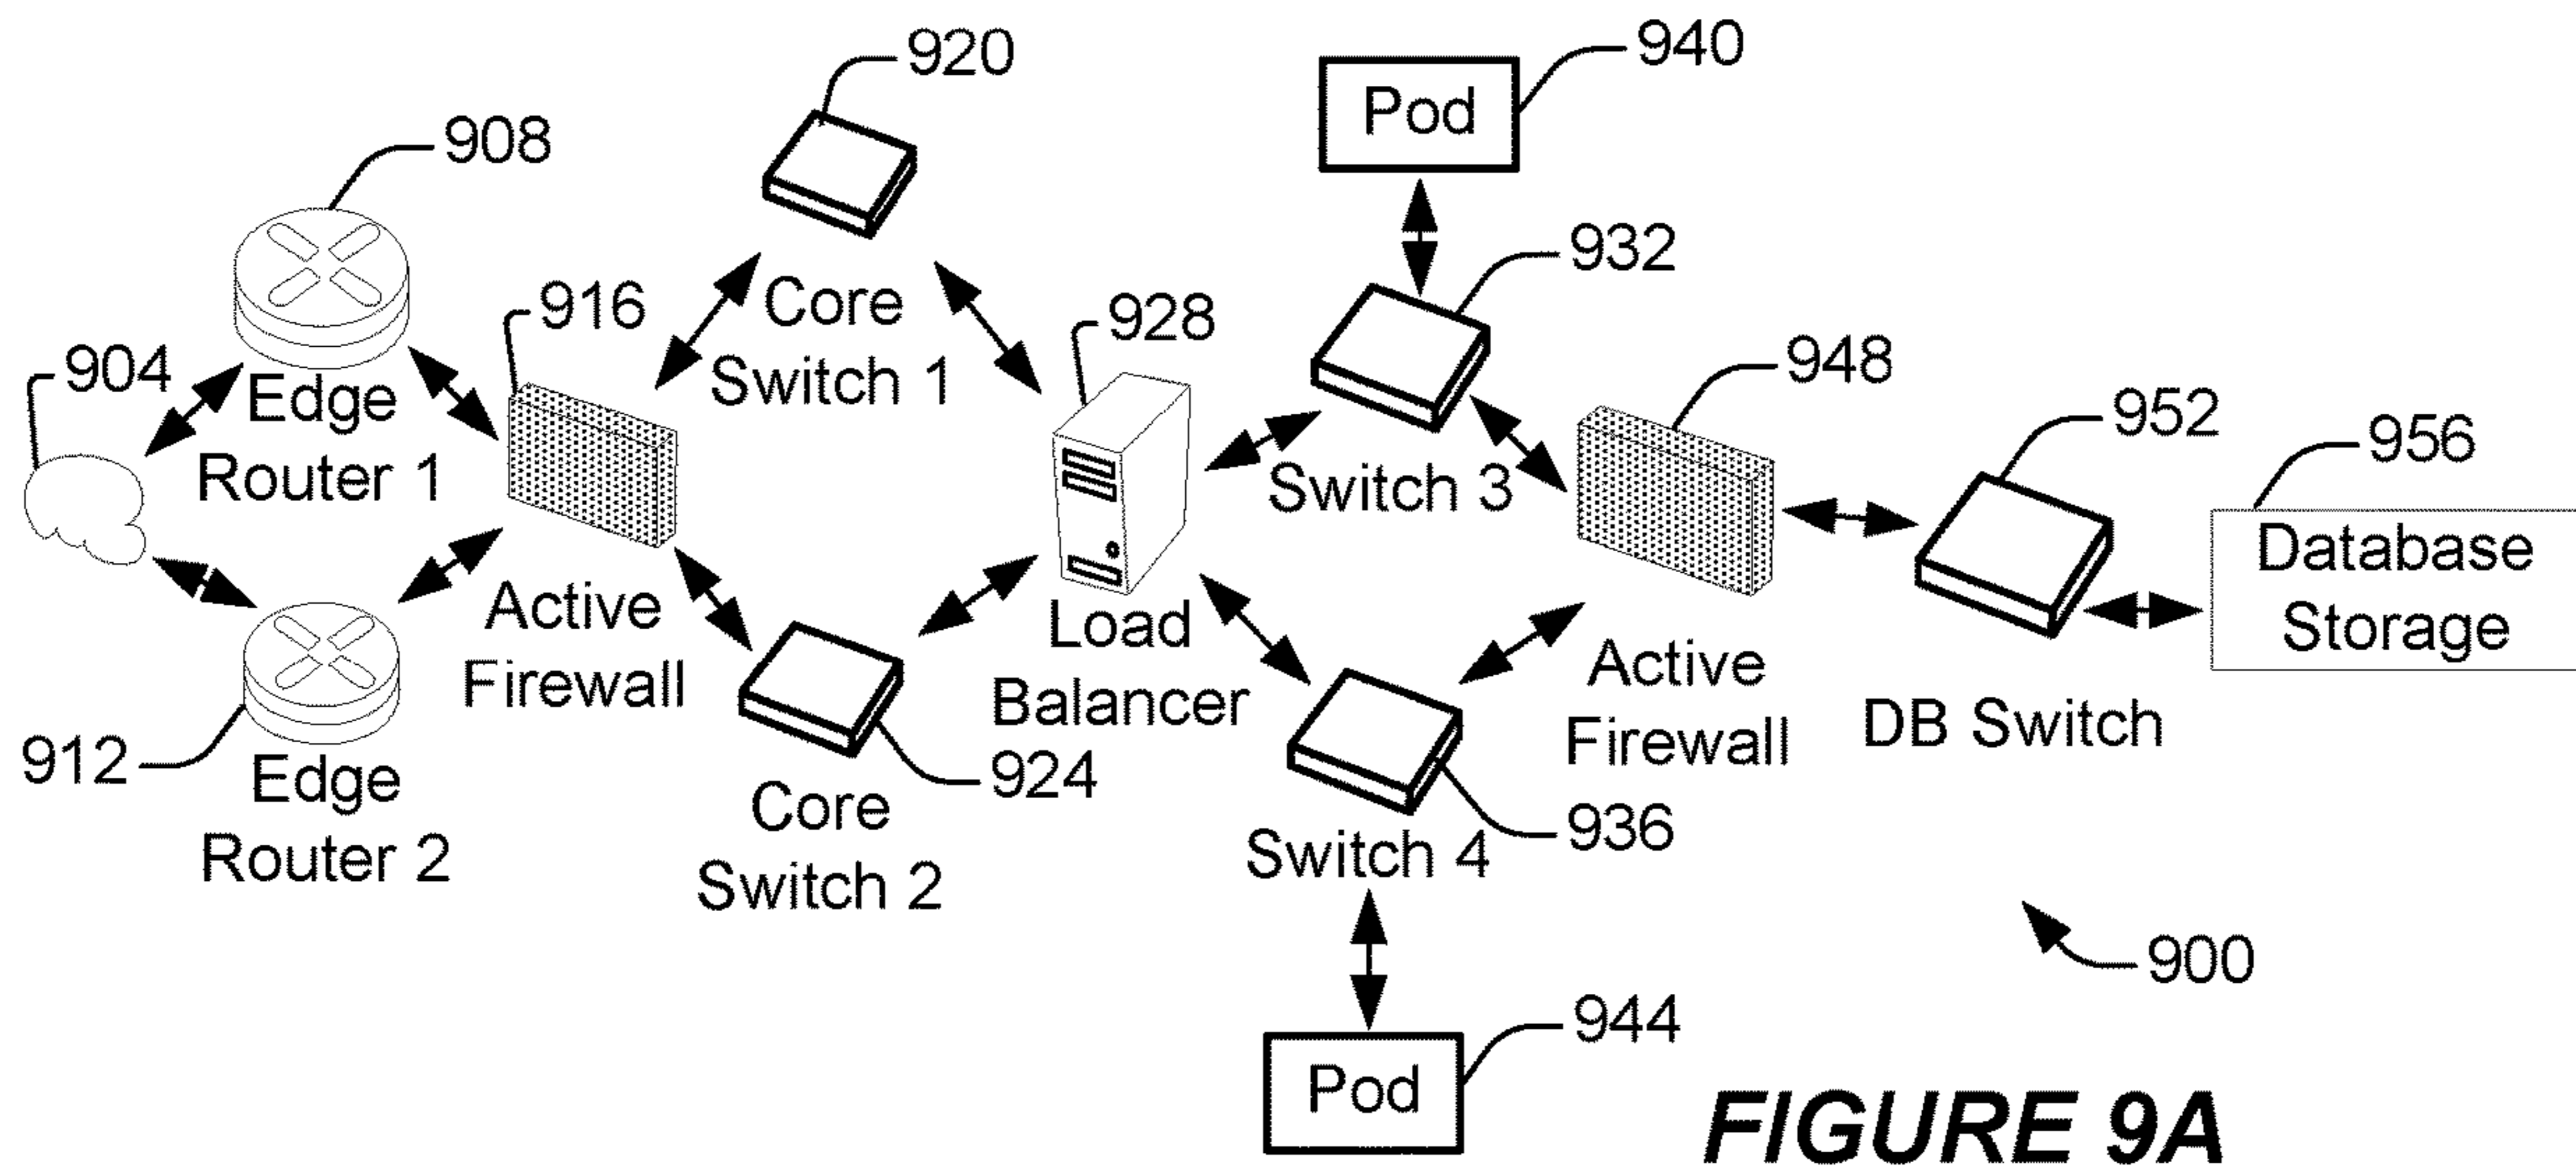 920
940
Pod
908
932
916
Core
Switch 1
928
948
904
Edge
Router 1
952
956
Switch 3
Database
Storage
Active
Firewall
Load
Balancer
Active
Firewall
DB Switch
912
Edge
Router 2
924
Core
Switch 2
936
Switch 4
900
944
Pod
FIGURE 9A